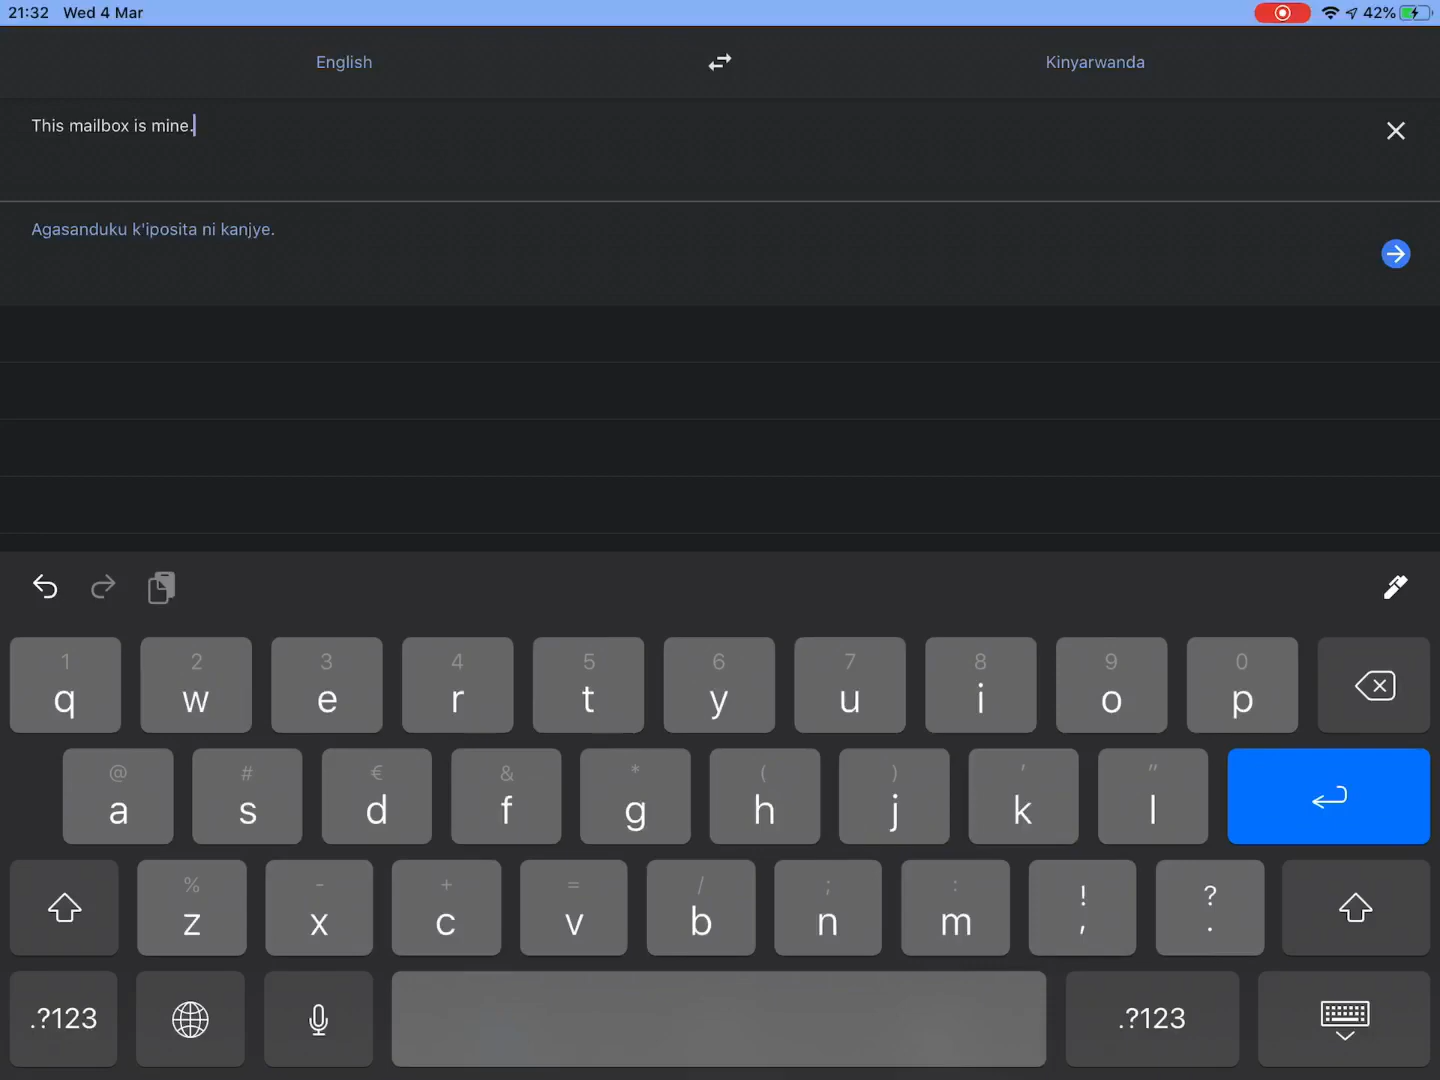 21:32 Wed 4 Mar 42%
English Kinyarwanda
This mailbox is mine.
Agasanduku k'iposita ni kanjye.
1 2 3 4 5 6 7 8 9 0
q w e r t y u i o p
@ # € & * ( ) ' "
a s d f g h j k l
% - + = / ; : ! ?
z x c v b n m , .
.?123 .?123